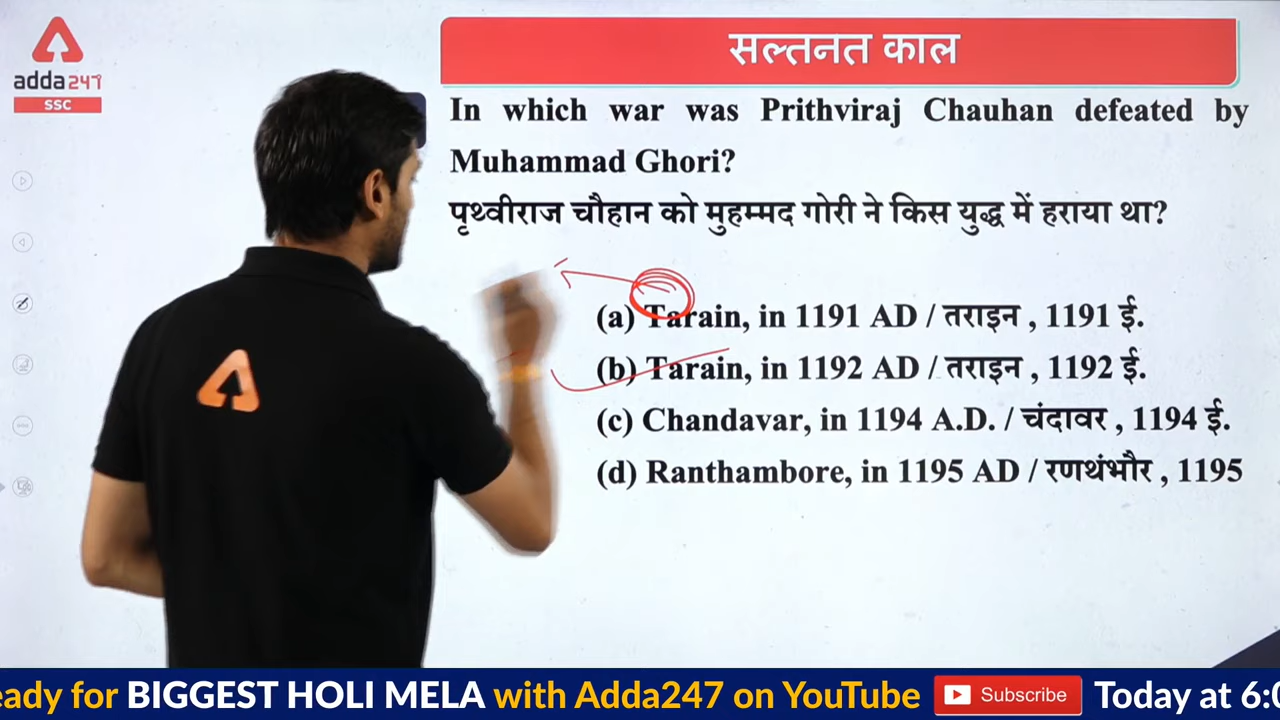 adda247
SSC
सल्तनत काल
In which war was Prithviraj Chauhan defeated by
Muhammad Ghori?
पृथ्वीराज चौहान को मुहम्मद गोरी ने किस युद्ध में हराया था?
(a) Tarain, in 1191 AD / तराइन , 1191 ई.
(b) Tarain, in 1192 AD / तराइन , 1192 ई.
(c) Chandavar, in 1194 A.D. / चंदावर , 1194 ई.
(d) Ranthambore, in 1195 AD / रणथंभौर , 1195
eady for BIGGEST HOLI MELA with Adda247 on YouTube Subscribe Today at 6:0